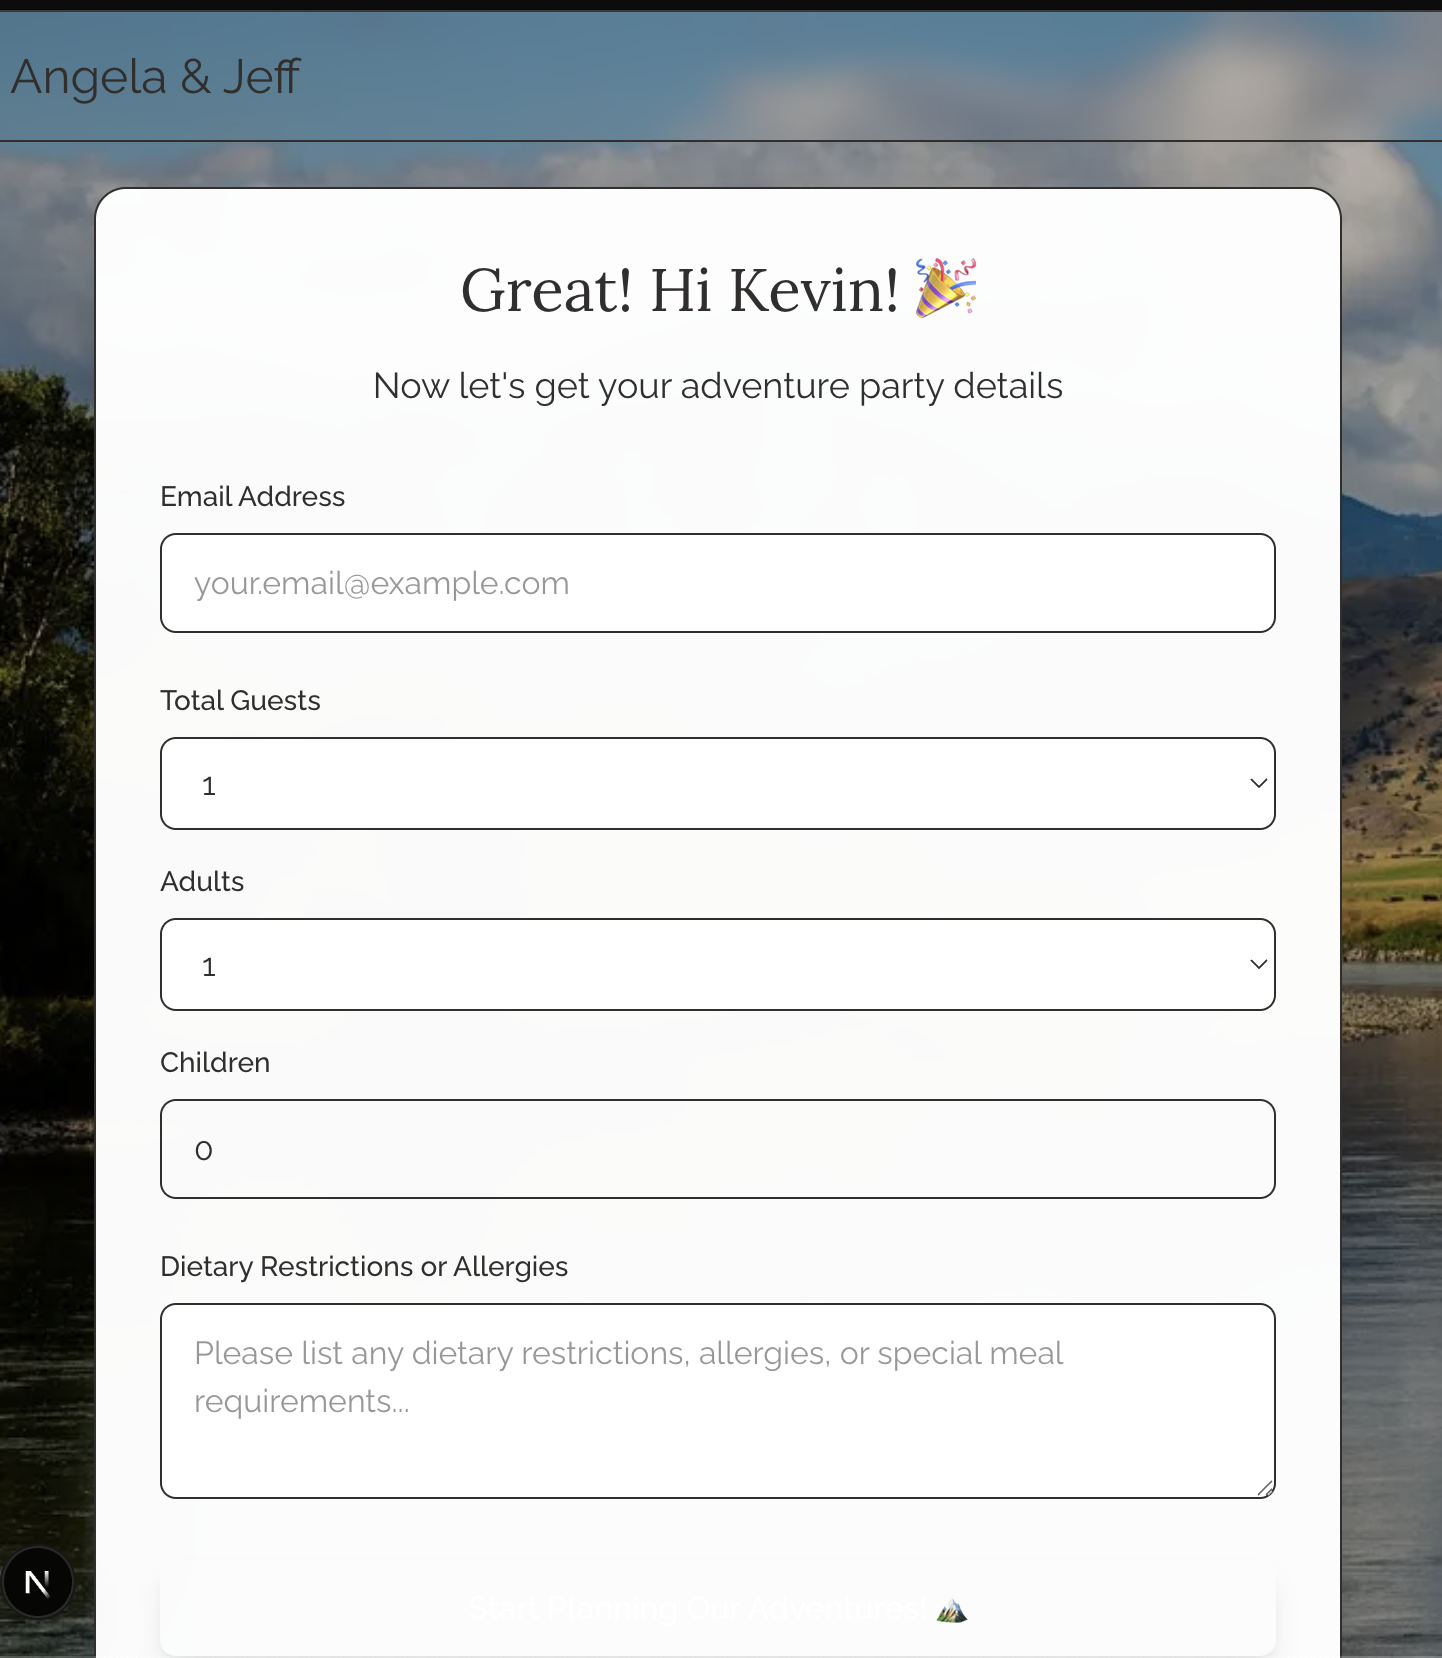 Angela & Jeff
Great! Hi Kevin! 🎉
Now let's get your adventure party details
Email Address
your.email@example.com
Total Guests
1
Adults
1
Children
0
Dietary Restrictions or Allergies
Please list any dietary restrictions, allergies, or special meal
requirements...
Start Planning Our Adventures! 🏔️
N